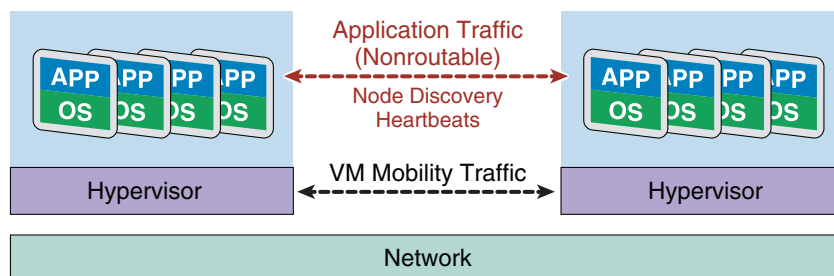 APP APP APP APP
OS OS OS OS
Application Traffic
(Nonroutable)
Node Discovery
Heartbeats
APP APP APP APP
OS OS OS OS
Hypervisor
VM Mobility Traffic
Hypervisor
Network